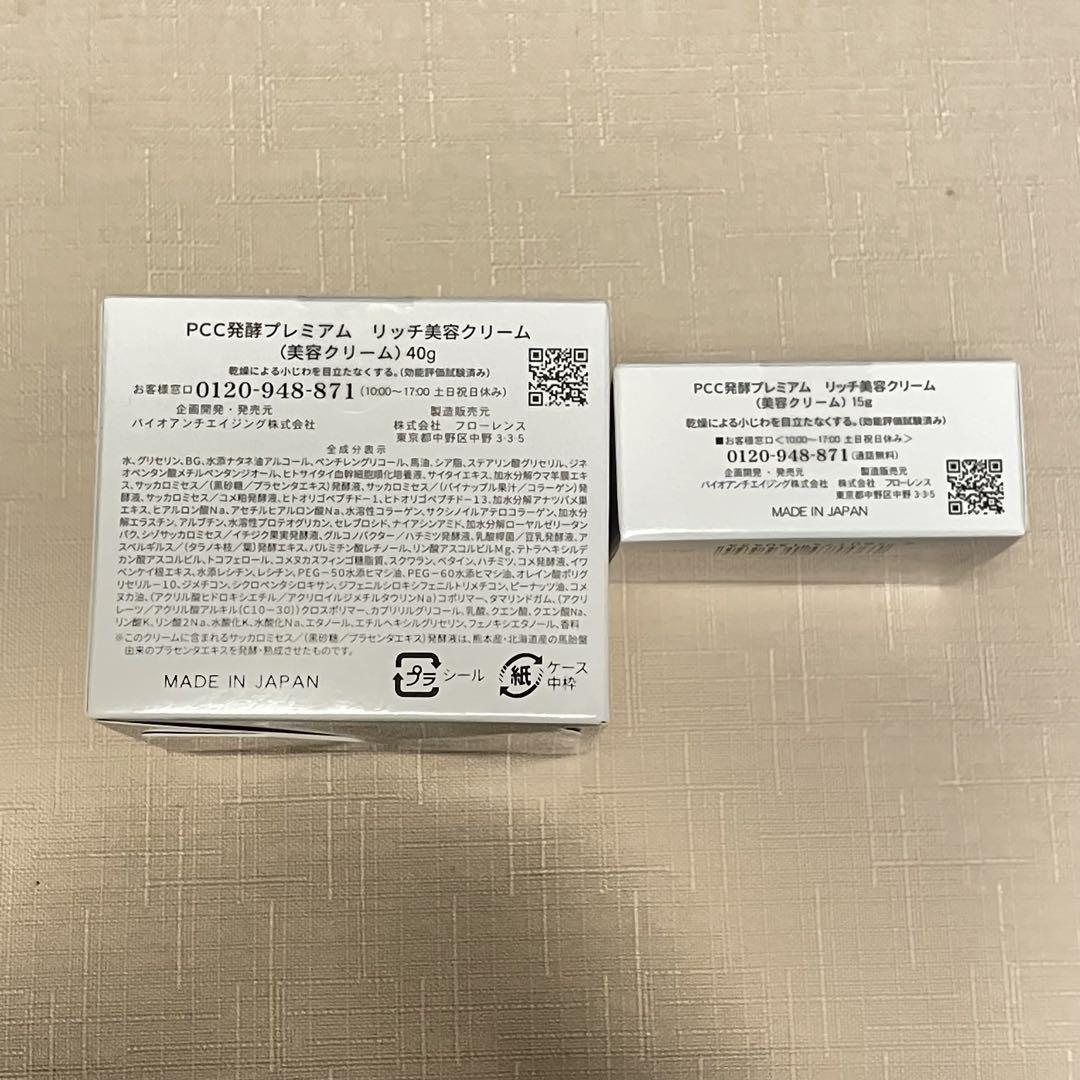 PCC発酵プレミアム リッチ美容クリーム
(美容クリーム) 40g
乾燥による小じわを目立たなくする。(効能評価試験済み)
お客様窓口 0120-948-871 (10:00〜17:00 土日祝日休み)
企画開発・発売元 製造販売元
バイオアンチエイジング株式会社 株式会社 フローレンス
東京都中野区中野 3-3-5
全成分表示
水、グリセリン、BG、水添ナタネ油アルコール、ペンチレングリコール、馬油、シア脂、ステアリン酸グリセリル、ジネ
オペンタン酸メチルペンタンジオール、ヒトサイタイ血幹細胞順化培養液、サイタイエキス、加水分解ウマ羊膜エキ
ス、サッカロミセス/(黒砂糖/プラセンタエキス)発酵液、サッカロミセス/(パイナップル果汁/コラーゲン)発
酵液、サッカロミセス/コメ粕発酵液、ヒトオリゴペプチド-1、ヒトオリゴペプチド-13、加水分解アナツバメ巣
エキス、ヒアルロン酸Na、アセチルヒアルロン酸Na、水溶性コラーゲン、サクシノイルアテロコラーゲン、加水分
解エラスチン、アルブチン、水溶性プロテオグリカン、セレブロシド、ナイアシンアミド、加水分解ローヤルゼリータン
パク、シゾサッカロミセス/イチジク果実発酵液、グルコノバクター/ハチミツ発酵液、乳酸桿菌/豆乳発酵液、ア
スペルギルス/(タラノキ枝/葉)発酵エキス、パルミチン酸レチノール、リン酸アスコルビルMg、テトラヘキシルデ
カン酸アスコルビル、トコフェロール、コメヌカスフィンゴ糖脂質、スクワラン、ベタイン、ハチミツ、コメ発酵液、イワ
ベンケイ根エキス、水添レシチン、レシチン、PEG-50水添ヒマシ油、PEG-60水添ヒマシ油、オレイン酸ポリグ
リセリル-10、ジメチコン、シクロペンタシロキサン、ジフェニルシロキシフェニルトリメチコン、ピーナッツ油、コメ
ヌカ油、(アクリル酸ヒドロキシエチル/アクリロイルジメチルタウリンNa)コポリマー、タマリンドガム、(アクリ
レーツ/アクリル酸アルキル(C10-30))クロスポリマー、カプリリルグリコール、乳酸、クエン酸、クエン酸Na、
リン酸K、リン酸2Na、水酸化K、水酸化Na、エタノール、エチルヘキシルグリセリン、フェノキシエタノール、香料
※このクリームに含まれるサッカロミセス/(黒砂糖/プラセンタエキス)発酵液は、熊本産・北海道産の馬胎盤
由来のプラセンタエキスを発酵・熟成させたものです。
MADE IN JAPAN
プラ シール
紙 ケース
中枠
PCC発酵プレミアム リッチ美容クリーム
(美容クリーム) 15g
乾燥による小じわを目立たなくする。(効能評価試験済み)
■お客様窓口<10:00〜17:00 土日祝日休み>
0120-948-871(通話無料)
企画開発・発売元 製造販売元
バイオアンチエイジング株式会社 株式会社 フローレンス
東京都中野区中野 3-3-5
MADE IN JAPAN